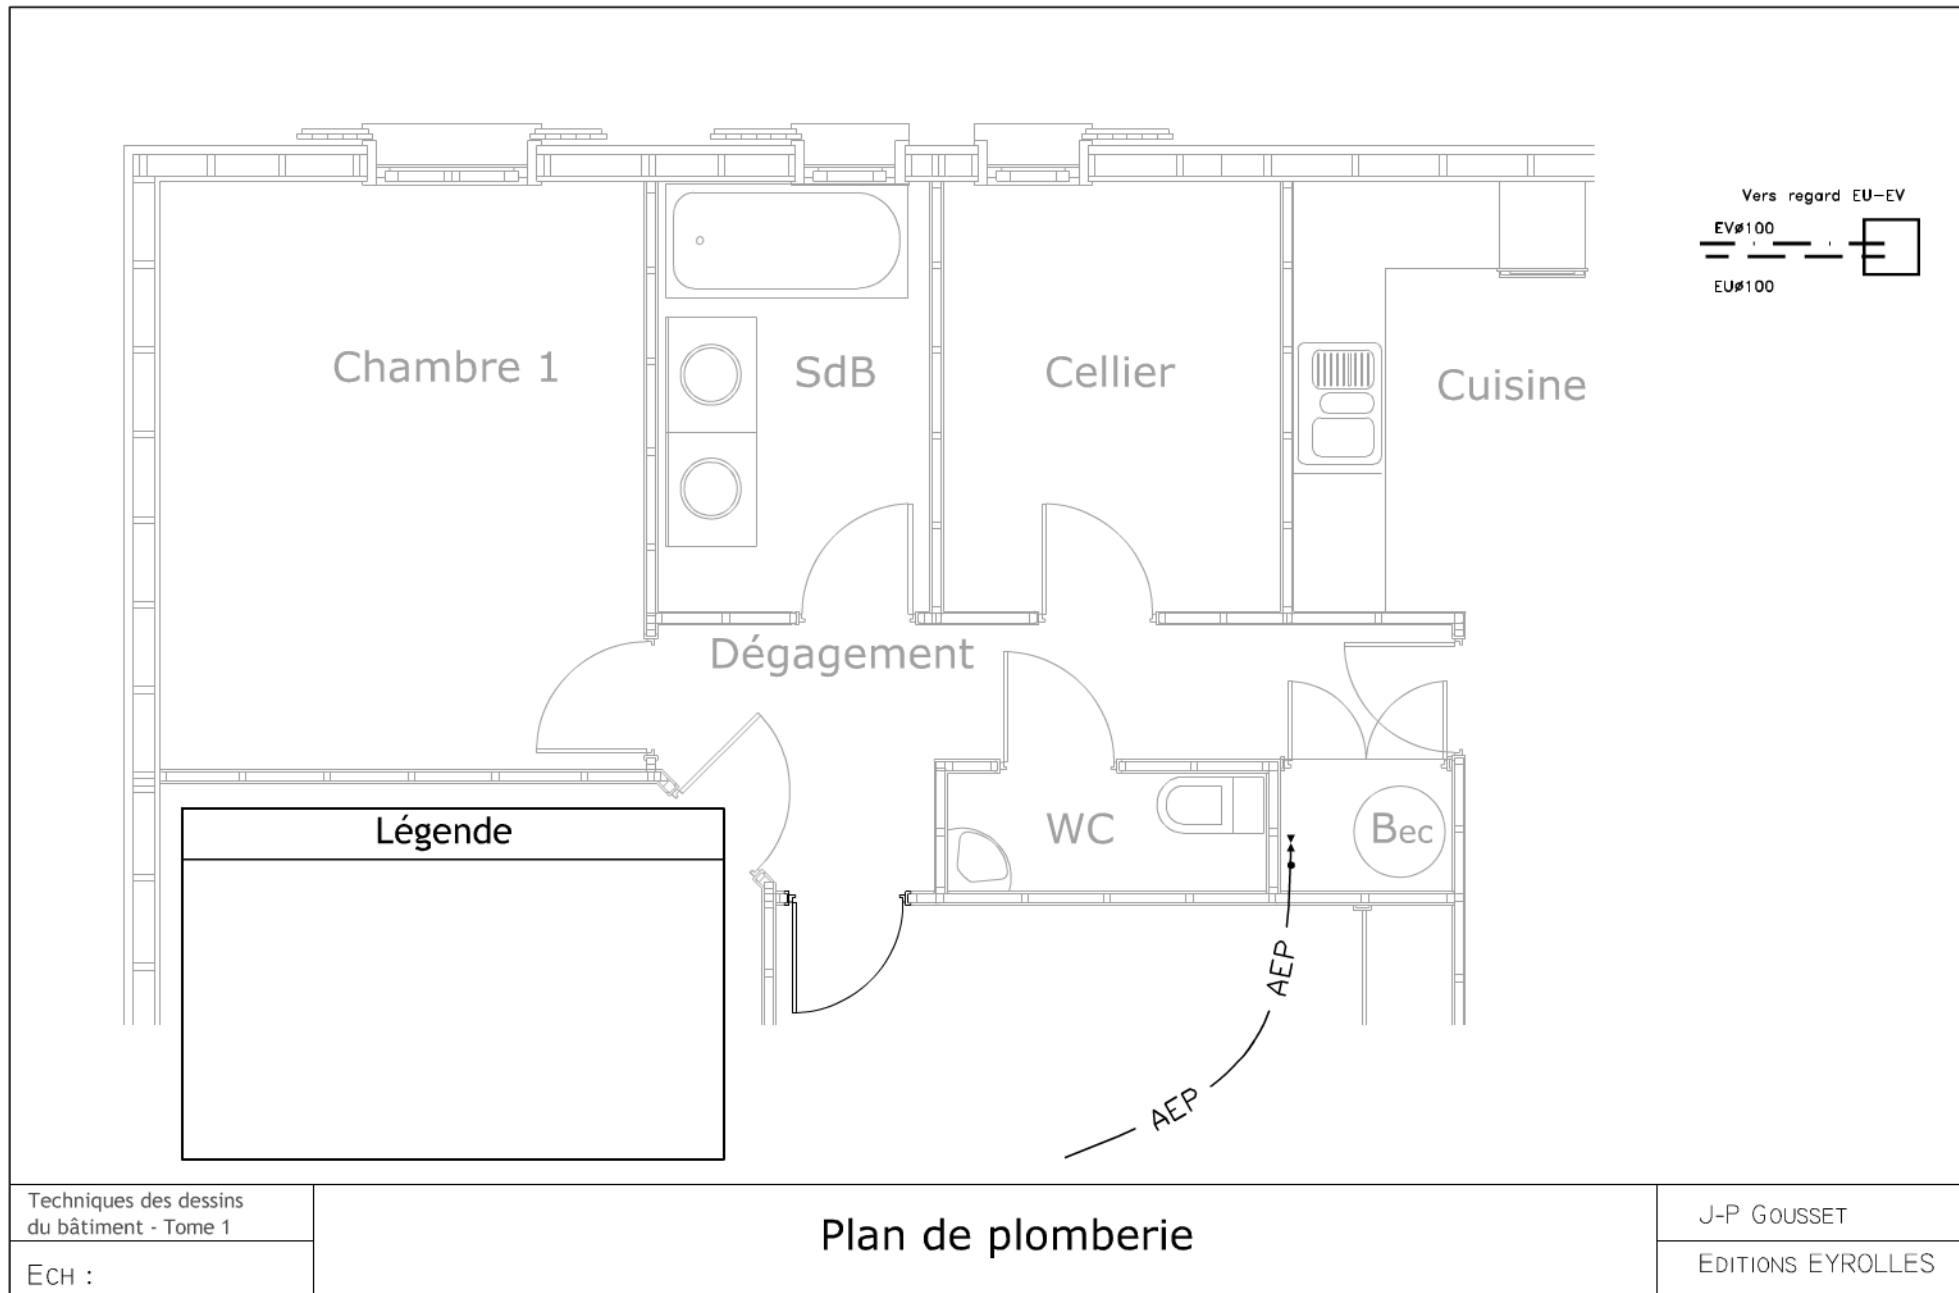 Vers regard EU-EV
EVø100
EUø100
Chambre 1
SdB
Cellier
Cuisine
Dégagement
WC
Bec
Légende
AEP
AEP
Techniques des dessins
du bâtiment - Tome 1
ECH :
Plan de plomberie
J-P GOUSSET
EDITIONS EYROLLES